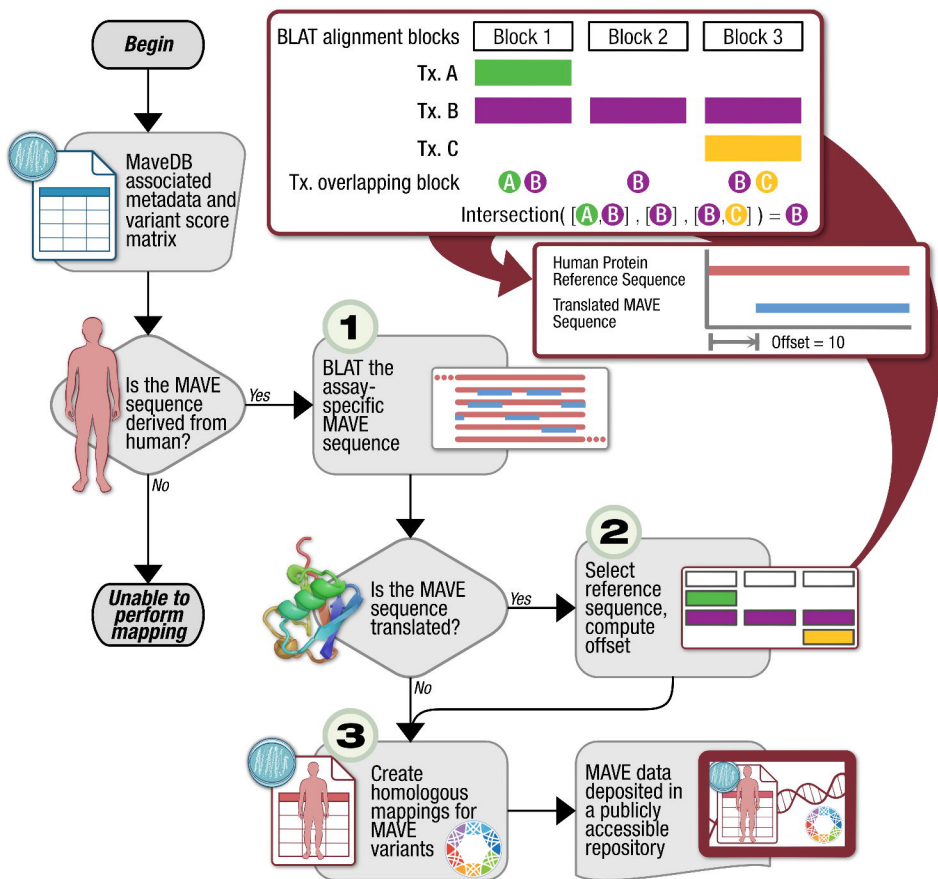 Begin
MaveDB
associated
metadata and
variant score
matrix
BLAT alignment blocks Block 1 Block 2 Block 3
Tx. A
Tx. B
Tx. C
Tx. overlapping block A B B B C
Intersection( [A,B] , [B] , [B,C] ) = B
Human Protein
Reference Sequence
Translated MAVE
Sequence
Offset = 10
Is the MAVE
sequence
derived from
human?
Yes
No
Unable to
perform
mapping
1
BLAT the
assay-
specific
MAVE
sequence
Is the MAVE
sequence
translated?
Yes
No
2
Select
reference
sequence,
compute
offset
3
Create
homologous
mappings for
MAVE
variants
MAVE data
deposited in
a publicly
accessible
repository